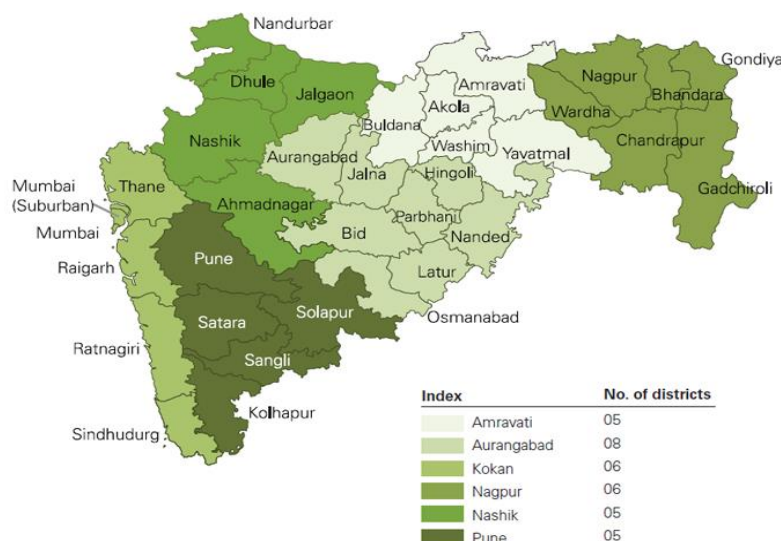 Nandurbar
Gondiya
Dhule
Jalgaon
Amravati
Nagpur
Bhandara
Akola
Wardha
Buldana
Nashik
Washim
Yavatmal
Chandrapur
Aurangabad
Jalna
Hingoli
Thane
Gadchiroli
Mumbai
(Suburban)
Ahmadnagar
Parbhani
Mumbai
Bid
Nanded
Pune
Raigarh
Latur
Solapur
Osmanabad
Satara
Ratnagiri
Sangli
Kolhapur
Sindhudurg
Index No. of districts
Amravati 05
Aurangabad 08
Kokan 06
Nagpur 06
Nashik 05
Pune 05